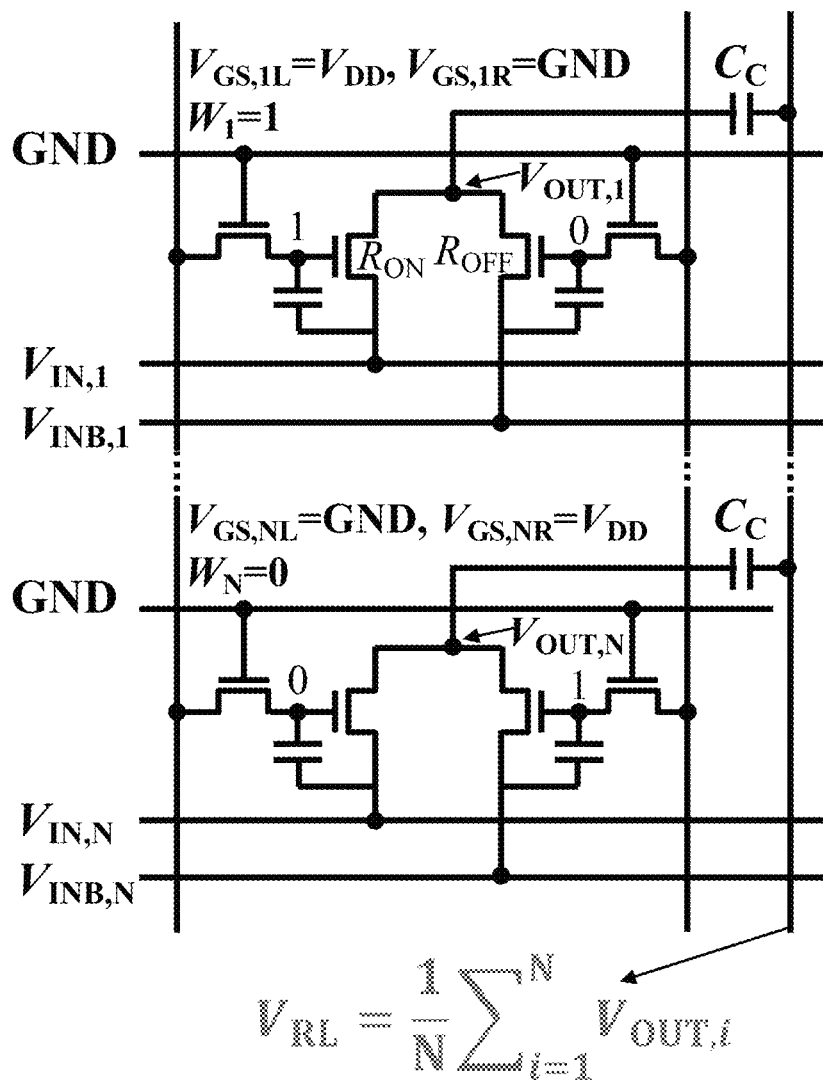 V_GS,1L=V_DD, V_GS,1R=GND
C_C
W_1=1
GND
V_OUT,1
1
0
R_ON
R_OFF
V_IN,1
V_INB,1
V_GS,NL=GND, V_GS,NR=V_DD
C_C
W_N=0
GND
V_OUT,N
0
1
V_IN,N
V_INB,N
V_RL = \frac{1}{N} \sum_{i=1}^{N} V_OUT,i